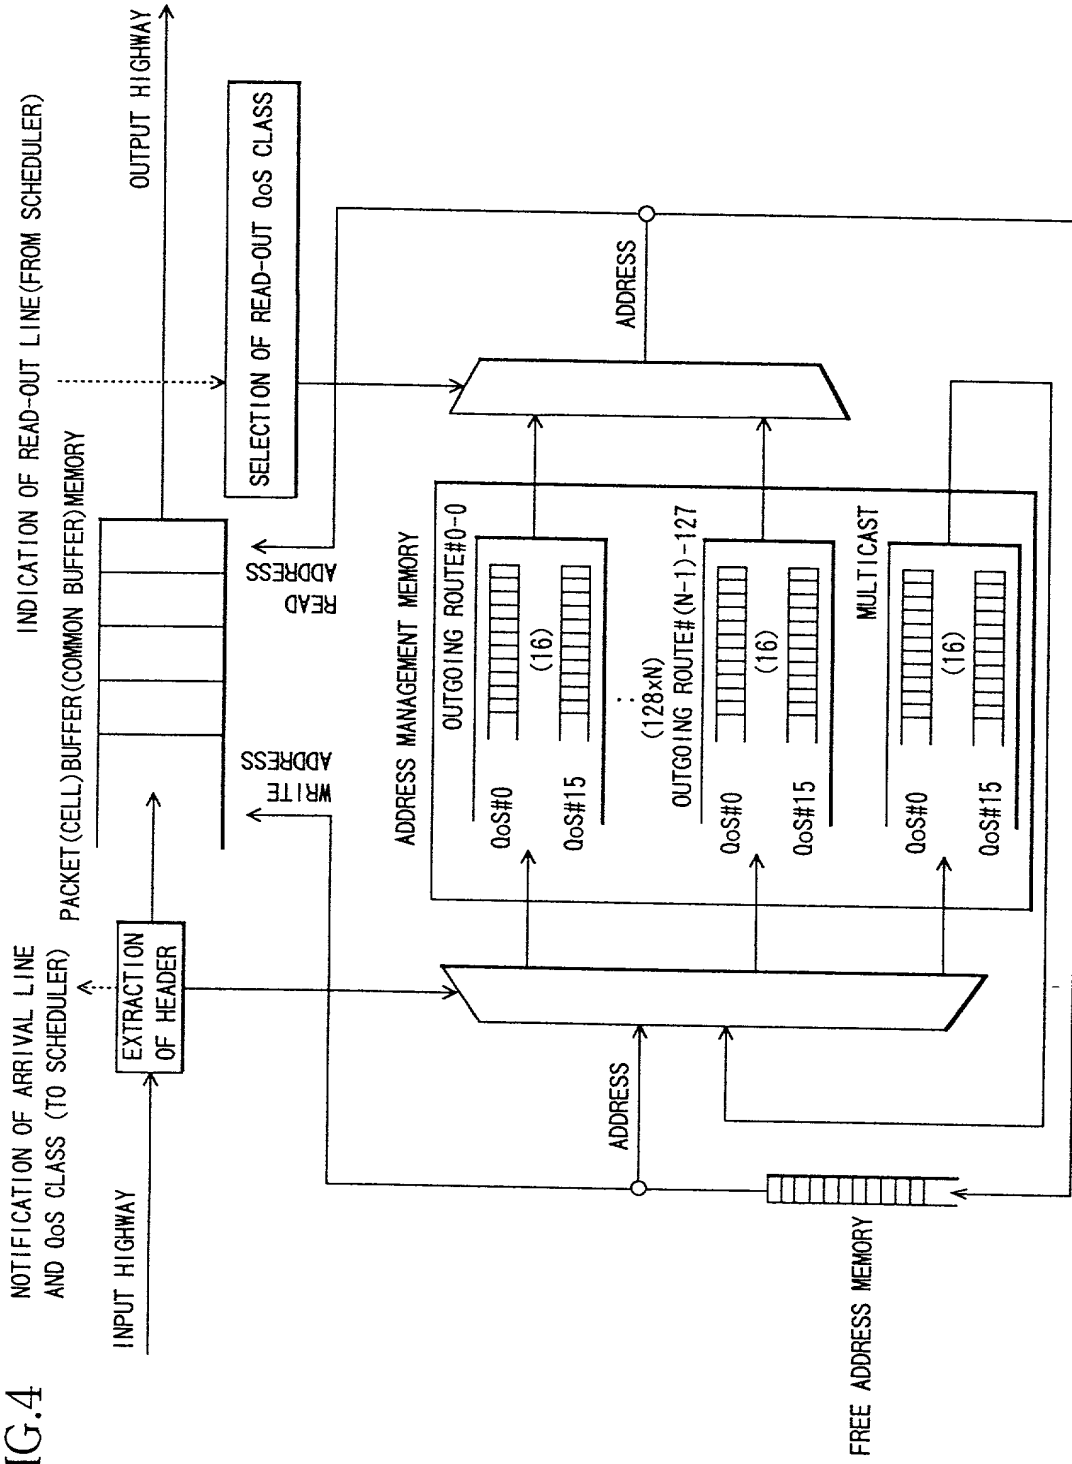 IG.4
NOTIFICATION OF ARRIVAL LINE
AND QoS CLASS (TO SCHEDULER)
INDICATION OF READ-OUT LINE(FROM SCHEDULER)
INPUT HIGHWAY
EXTRACTION
OF HEADER
PACKET(CELL)BUFFER(COMMON BUFFER)MEMORY
OUTPUT HIGHWAY
WRITE
ADDRESS
READ
ADDRESS
SELECTION OF READ-OUT QoS CLASS
ADDRESS MANAGEMENT MEMORY
OUTGOING ROUTE#0-0
QoS#0
(16)
QoS#15
(128xN)
OUTGOING ROUTE#(N-1)-127
QoS#0
(16)
QoS#15
MULTICAST
QoS#0
(16)
QoS#15
ADDRESS
ADDRESS
FREE ADDRESS MEMORY